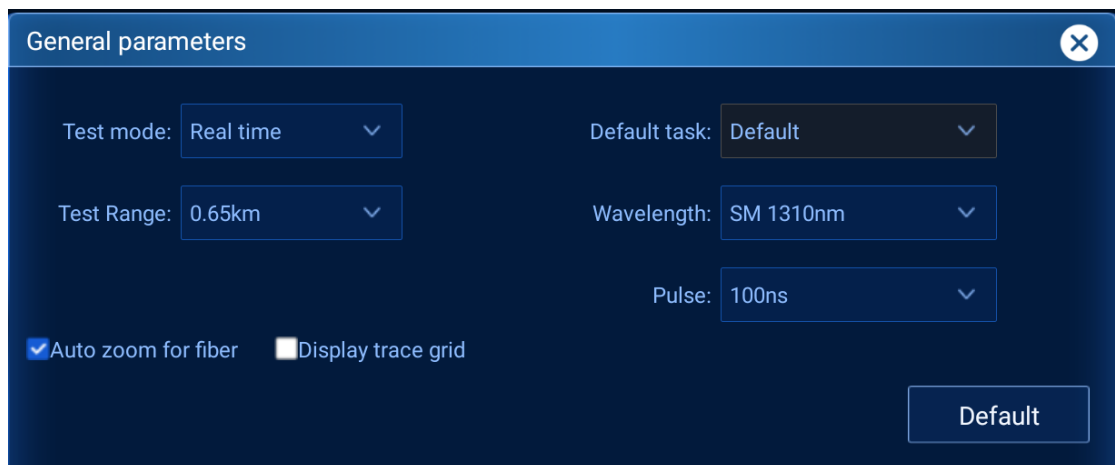 General parameters
Test mode: Real time
Default task: Default
Test Range: 0.65km
Wavelength: SM 1310nm
Pulse: 100ns
Auto zoom for fiber
Display trace grid
Default